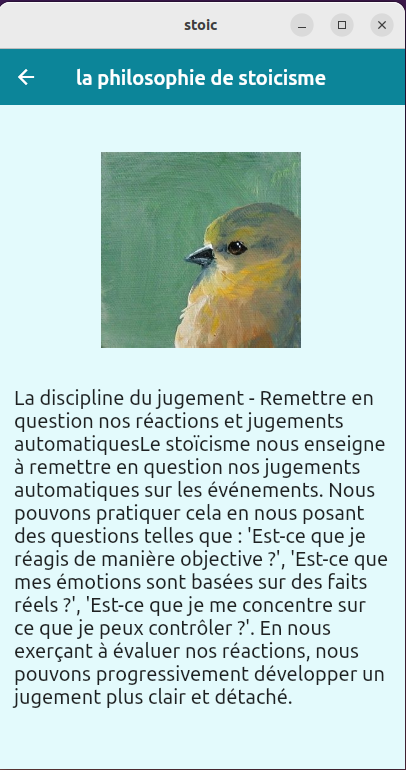 stoic
la philosophie de stoicisme
La discipline du jugement - Remettre en
question nos réactions et jugements
automatiquesLe stoïcisme nous enseigne
à remettre en question nos jugements
automatiques sur les événements. Nous
pouvons pratiquer cela en nous posant
des questions telles que : 'Est-ce que je
réagis de manière objective ?', 'Est-ce que
mes émotions sont basées sur des faits
réels ?', 'Est-ce que je me concentre sur
ce que je peux contrôler ?'. En nous
exerçant à évaluer nos réactions, nous
pouvons progressivement développer un
jugement plus clair et détaché.